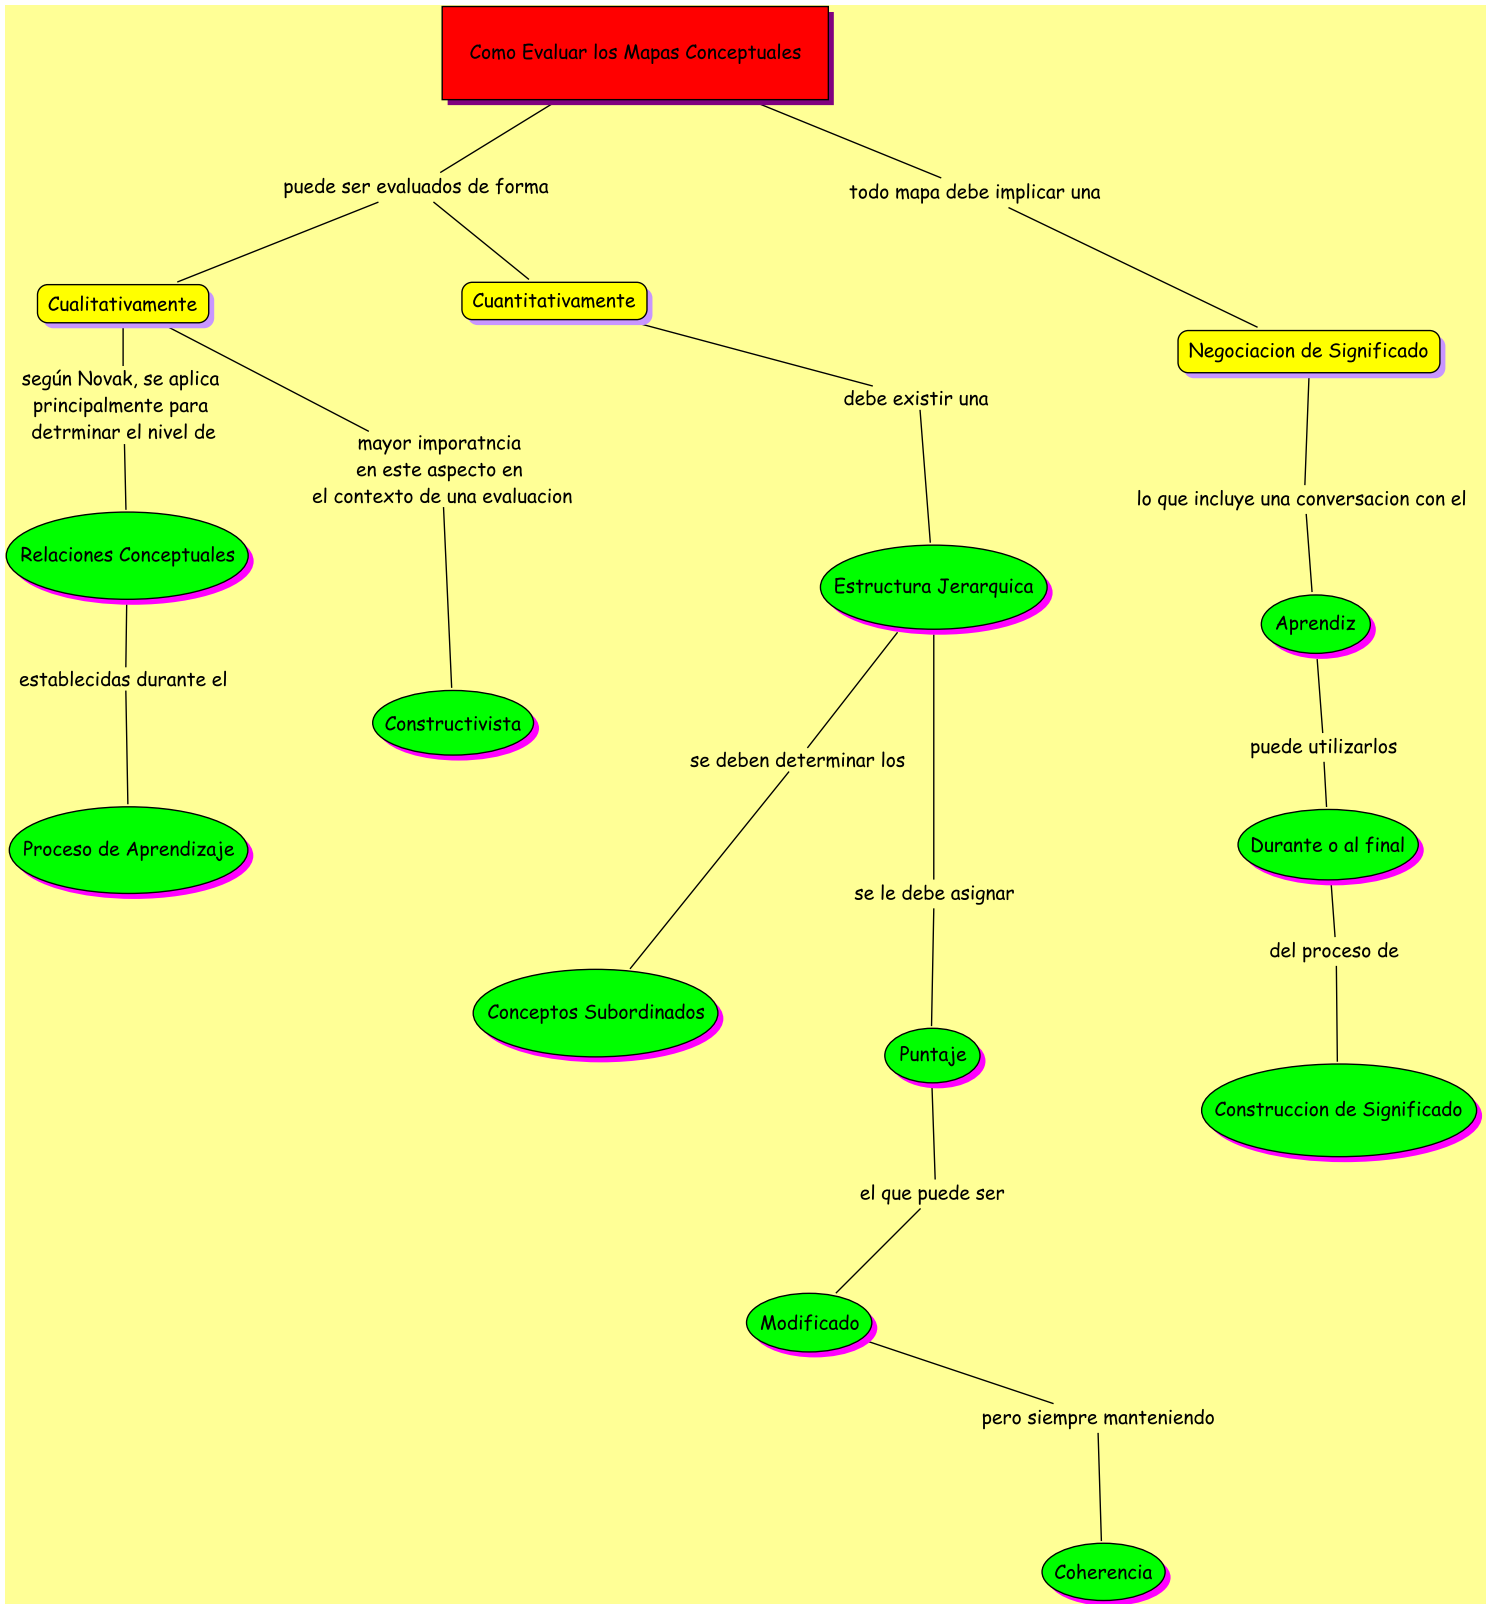 Como Evaluar los Mapas Conceptuales
puede ser evaluados de forma
todo mapa debe implicar una
Cualitativamente
Cuantitativamente
Negociacion de Significado
según Novak, se aplica
principalmente para
detrminar el nivel de
debe existir una
mayor imporatncia
en este aspecto en
el contexto de una evaluacion
lo que incluye una conversacion con el
Relaciones Conceptuales
Estructura Jerarquica
Aprendiz
establecidas durante el
Constructivista
se deben determinar los
puede utilizarlos
Proceso de Aprendizaje
Durante o al final
se le debe asignar
del proceso de
Conceptos Subordinados
Puntaje
Construccion de Significado
el que puede ser
Modificado
pero siempre manteniendo
Coherencia